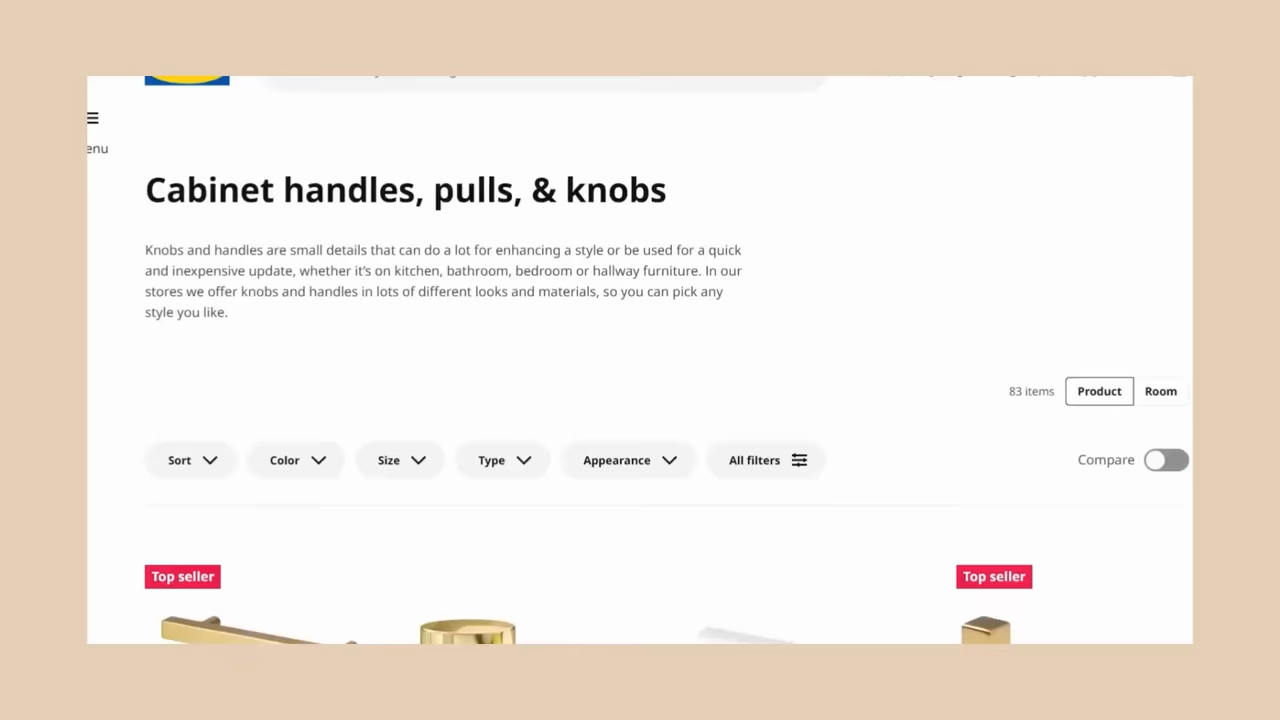 enu
Cabinet handles, pulls, & knobs
Knobs and handles are small details that can do a lot for enhancing a style or be used for a quick
and inexpensive update, whether it's on kitchen, bathroom, bedroom or hallway furniture. In our
stores we offer knobs and handles in lots of different looks and materials, so you can pick any
style you like.
83 items Product Room
Sort Color Size Type Appearance All filters Compare
Top seller Top seller